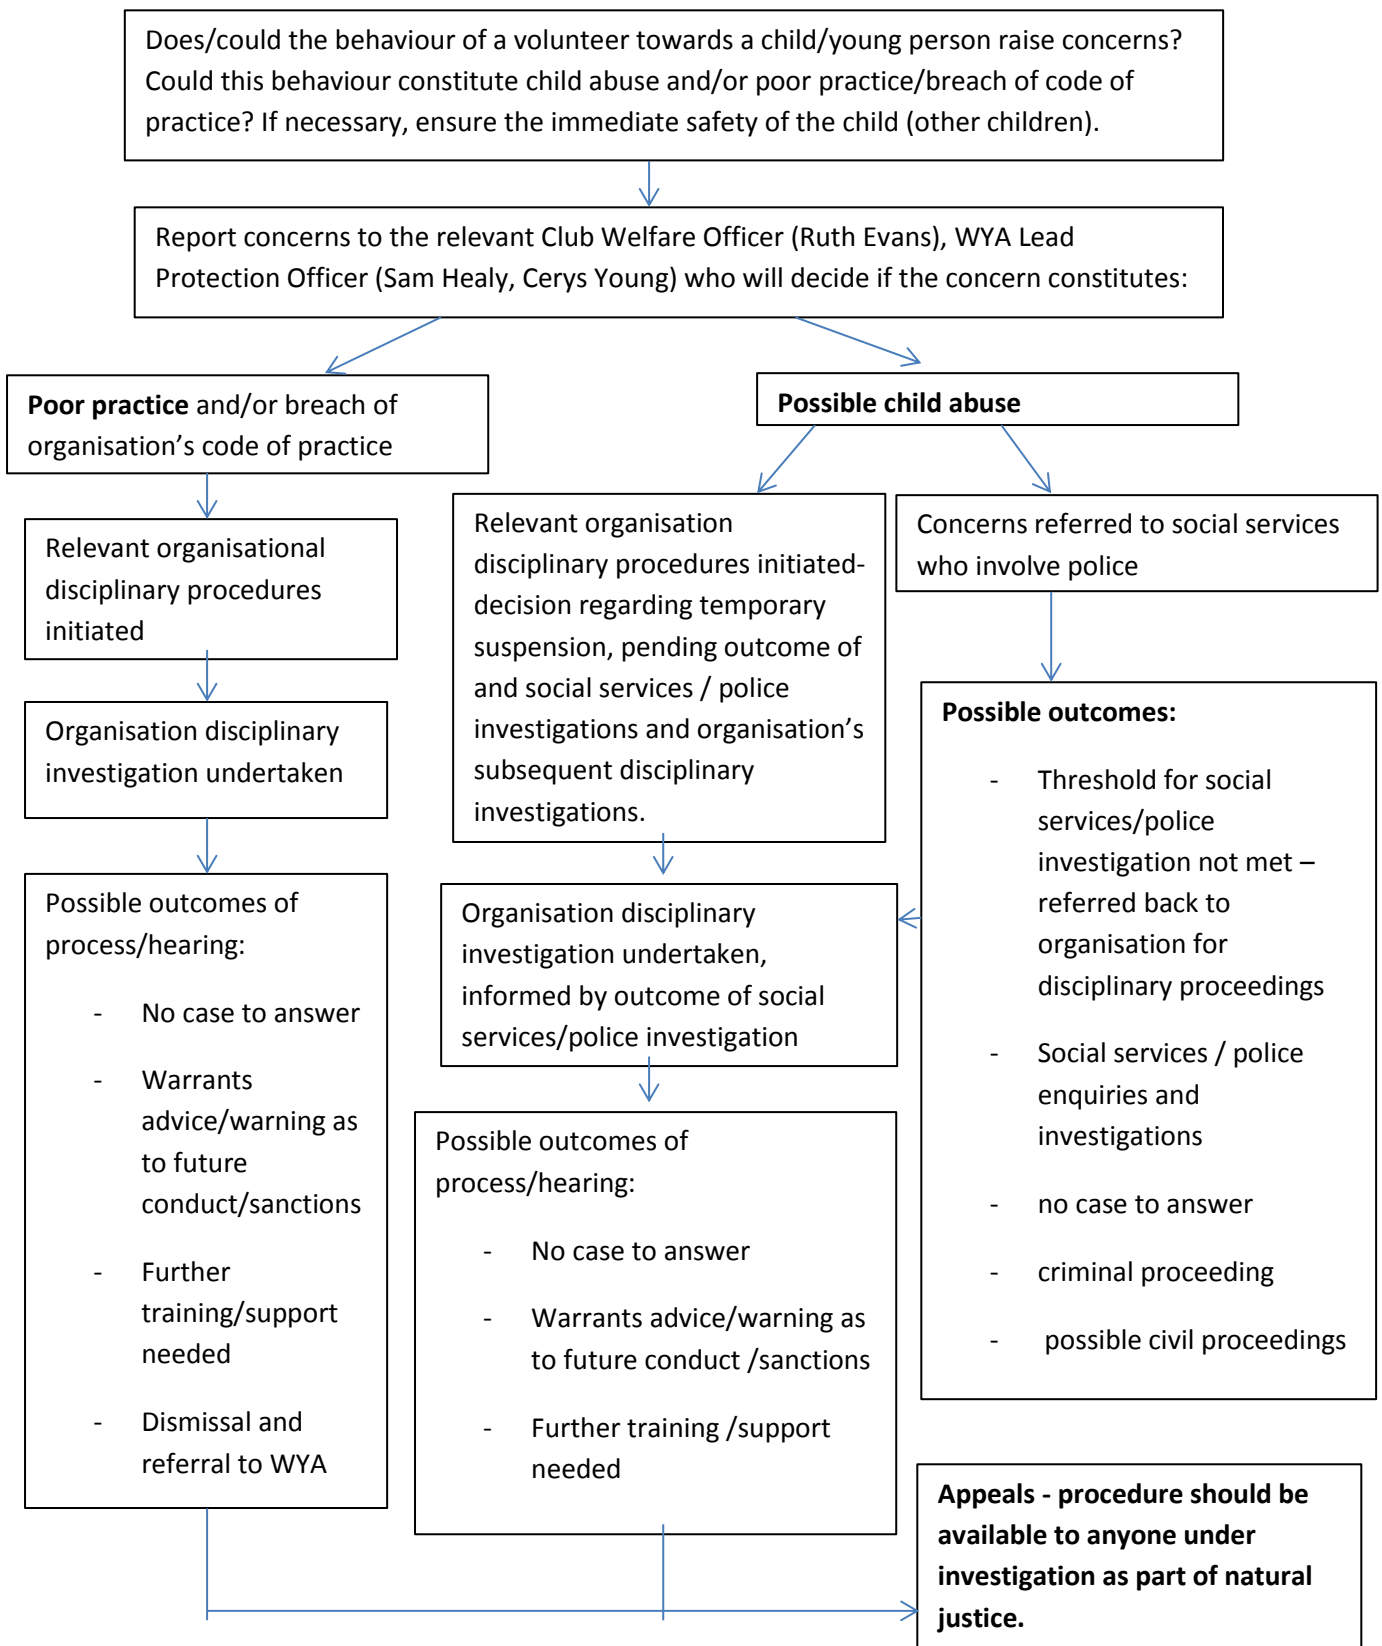 Does/could the behaviour of a volunteer towards a child/young person raise concerns?
Could this behaviour constitute child abuse and/or poor practice/breach of code of
practice? If necessary, ensure the immediate safety of the child (other children).
Report concerns to the relevant Club Welfare Officer (Ruth Evans), WYA Lead
Protection Officer (Sam Healy, Cerys Young) who will decide if the concern constitutes:
Poor practice and/or breach of
organisation’s code of practice
Possible child abuse
Relevant organisational
disciplinary procedures
initiated
Organisation disciplinary
investigation undertaken
Possible outcomes of
process/hearing:
- No case to answer
- Warrants
advice/warning as
to future
conduct/sanctions
- Further
training/support
needed
- Dismissal and
referral to WYA
Relevant organisation
disciplinary procedures initiated-
decision regarding temporary
suspension, pending outcome of
and social services / police
investigations and organisation’s
subsequent disciplinary
investigations.
Organisation disciplinary
investigation undertaken,
informed by outcome of social
services/police investigation
Possible outcomes of
process/hearing:
- No case to answer
- Warrants advice/warning as
to future conduct /sanctions
- Further training /support
needed
Concerns referred to social services
who involve police
Possible outcomes:
- Threshold for social
services/police
investigation not met –
referred back to
organisation for
disciplinary proceedings
- Social services / police
enquiries and
investigations
- no case to answer
- criminal proceeding
- possible civil proceedings
Appeals - procedure should be
available to anyone under
investigation as part of natural
justice.